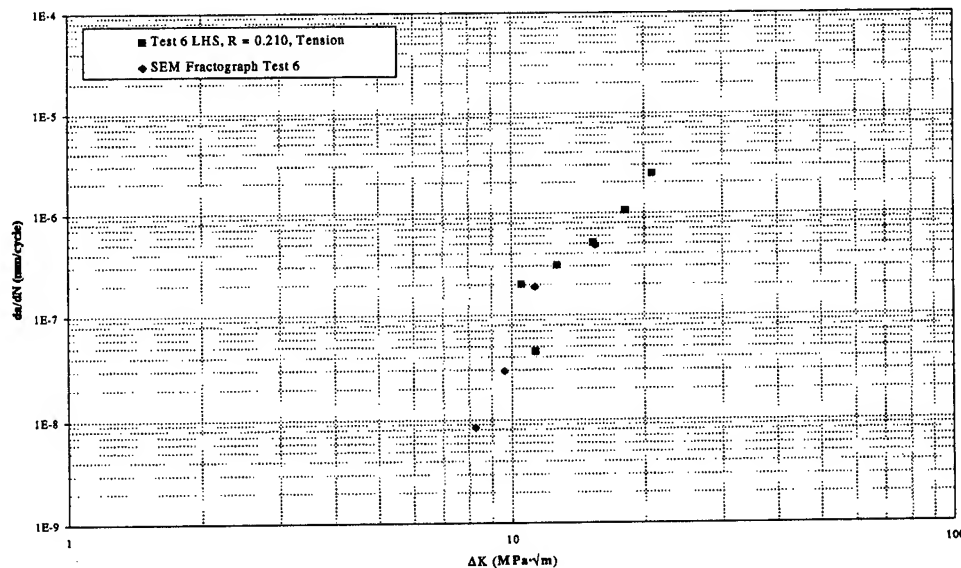 1E-4
■ Test 6 LHS, R = 0.210, Tension
◆ SEM Fractograph Test 6
1E-5
1E-6
da/dN (mm/cycle)
1E-7
1E-8
1E-9
1
10
100
ΔK (MPa·√m)